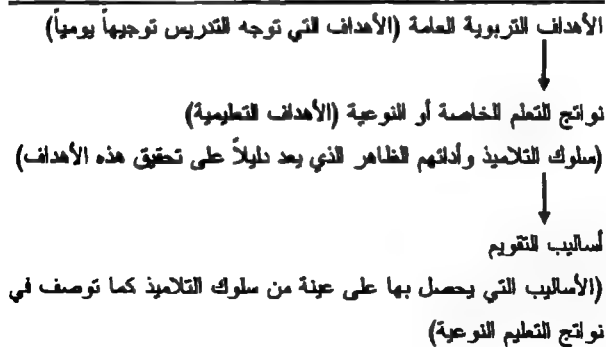 الأهداف التربوية العامة (الأهداف التي توجه التدريس توجيهاً يومياً)
نواتج التعلم الخاصة أو النوعية (الأهداف التعليمية)
(سلوك التلاميذ وأدائهم الظاهر الذي يعد دليلاً على تحقيق هذه الأهداف)
أساليب التقويم
(الأساليب التي يحصل بها على عينة من سلوك التلاميذ كما توصف في
نواتج التعليم النوعية)